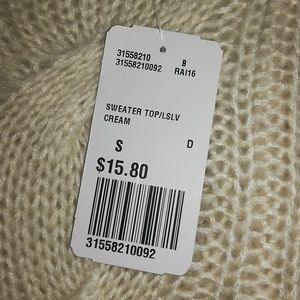 31558210 B
31558210092 RAI16
SWEATER TOP/LSLV
CREAM
S D
$15.80
31558210092